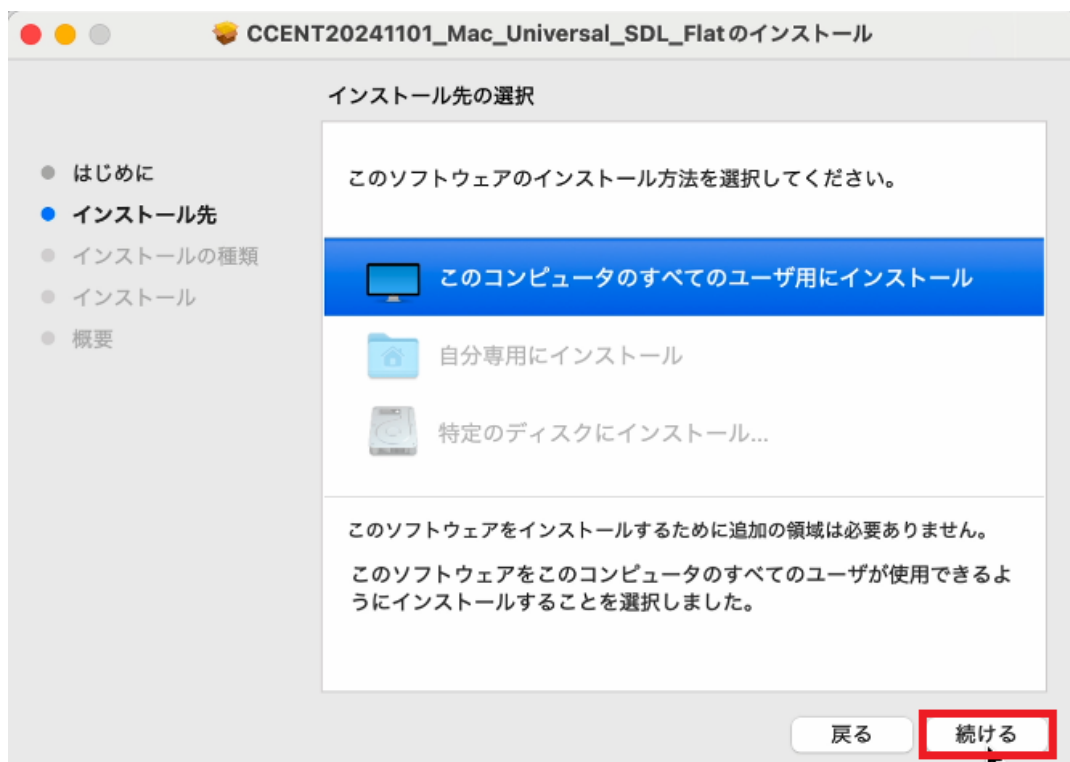 CCENT20241101_Mac_Universal_SDL_Flatのインストール
インストール先の選択
はじめに
インストール先
インストールの種類
インストール
概要
このソフトウェアのインストール方法を選択してください。
このコンピュータのすべてのユーザ用にインストール
自分専用にインストール
特定のディスクにインストール...
このソフトウェアをインストールするために追加の領域は必要ありません。
このソフトウェアをこのコンピュータのすべてのユーザが使用できるよ
うにインストールすることを選択しました。
戻る
続ける